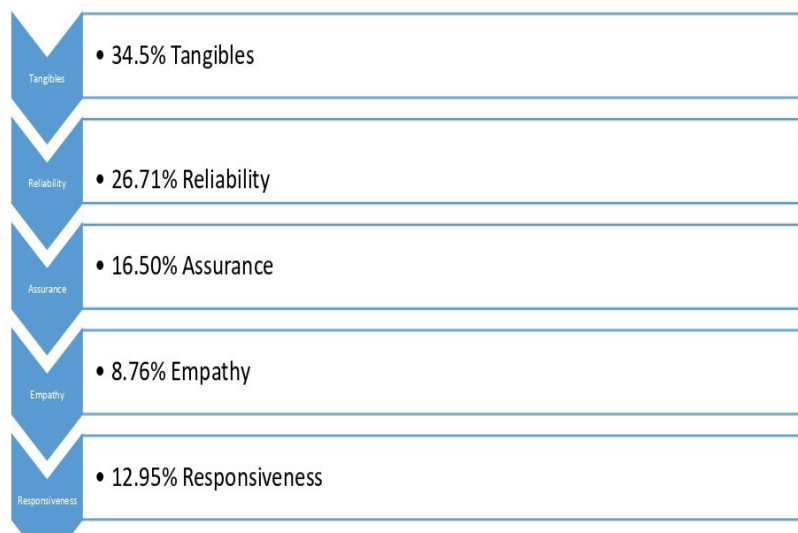 Tangibles
• 34.5% Tangibles
Reliability
• 26.71% Reliability
Assurance
• 16.50% Assurance
Empathy
• 8.76% Empathy
Responsiveness
• 12.95% Responsiveness